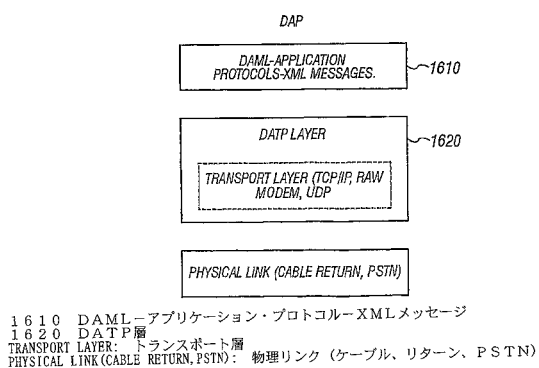 DAP
DAML-APPLICATION
PROTOCOLS-XML MESSAGES.
1610
DATP LAYER
1620
TRANSPORT LAYER (TCP/IP, RAW
MODEM, UDP
PHYSICAL LINK (CABLE RETURN, PSTN)
1610 DAML-アプリケーション・プロトコル-XMLメッセージ
1620 DATP層
TRANSPORT LAYER: トランスポート層
PHYSICAL LINK(CABLE RETURN, PSTN): 物理リンク(ケーブル、リターン、PSTN)